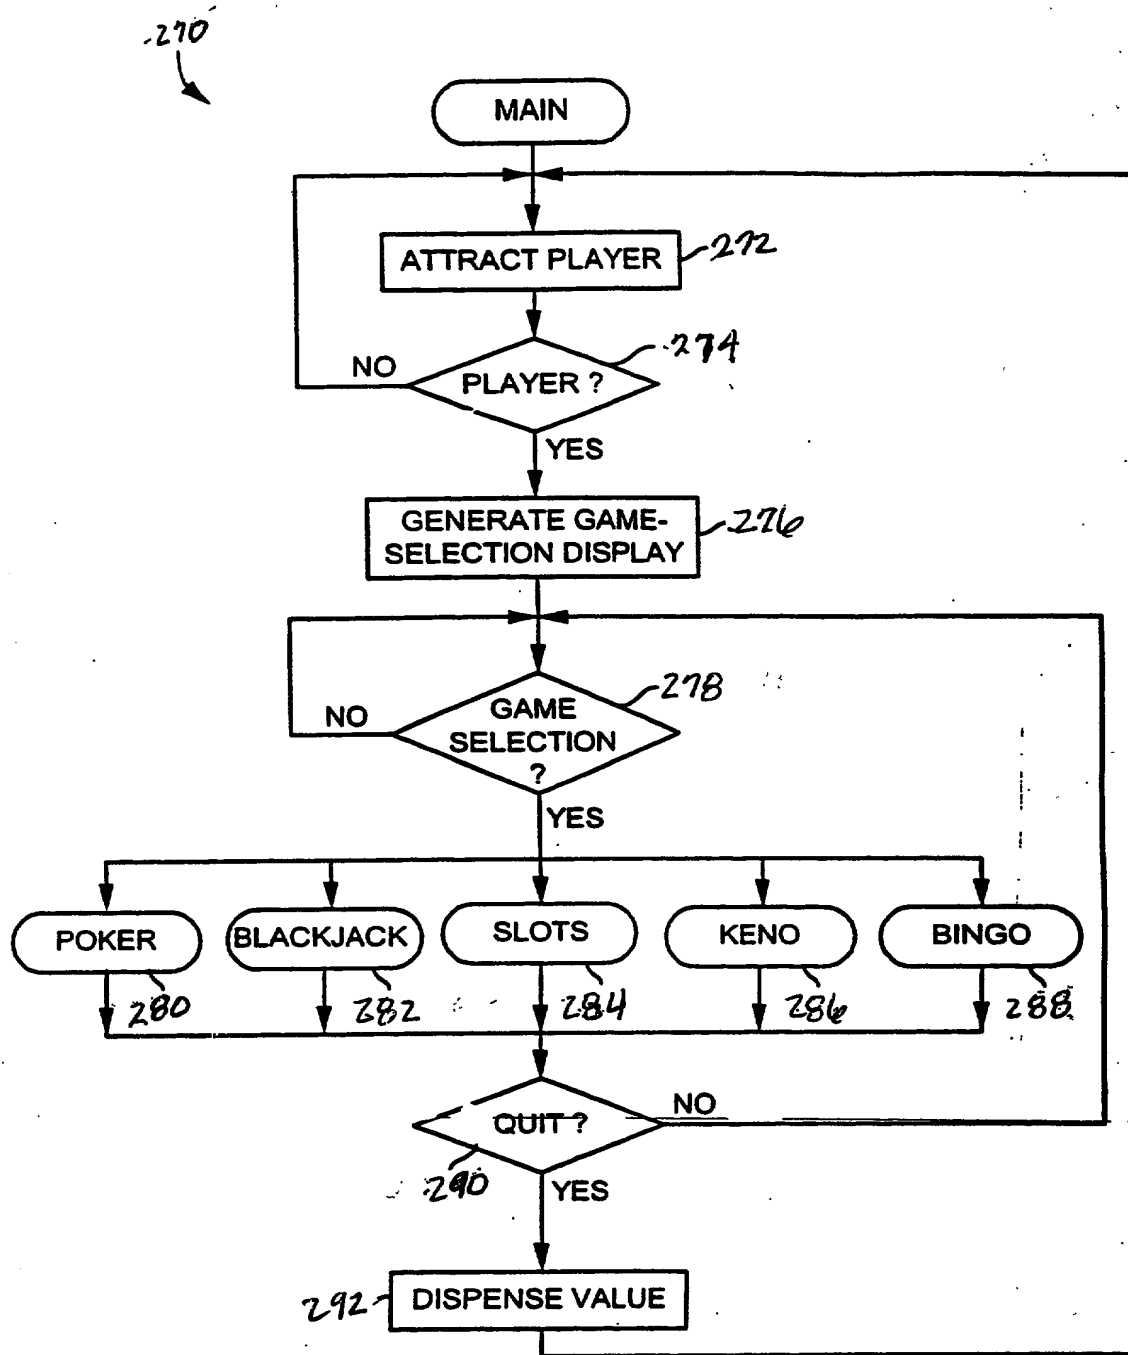 270
MAIN
ATTRACT PLAYER
272
274
NO
PLAYER ?
YES
GENERATE GAME-
SELECTION DISPLAY
276
278
NO
GAME
SELECTION
?
YES
POKER
BLACKJACK
SLOTS
KENO
BINGO
280
282
284
286
288
QUIT ?
NO
290
YES
292
DISPENSE VALUE